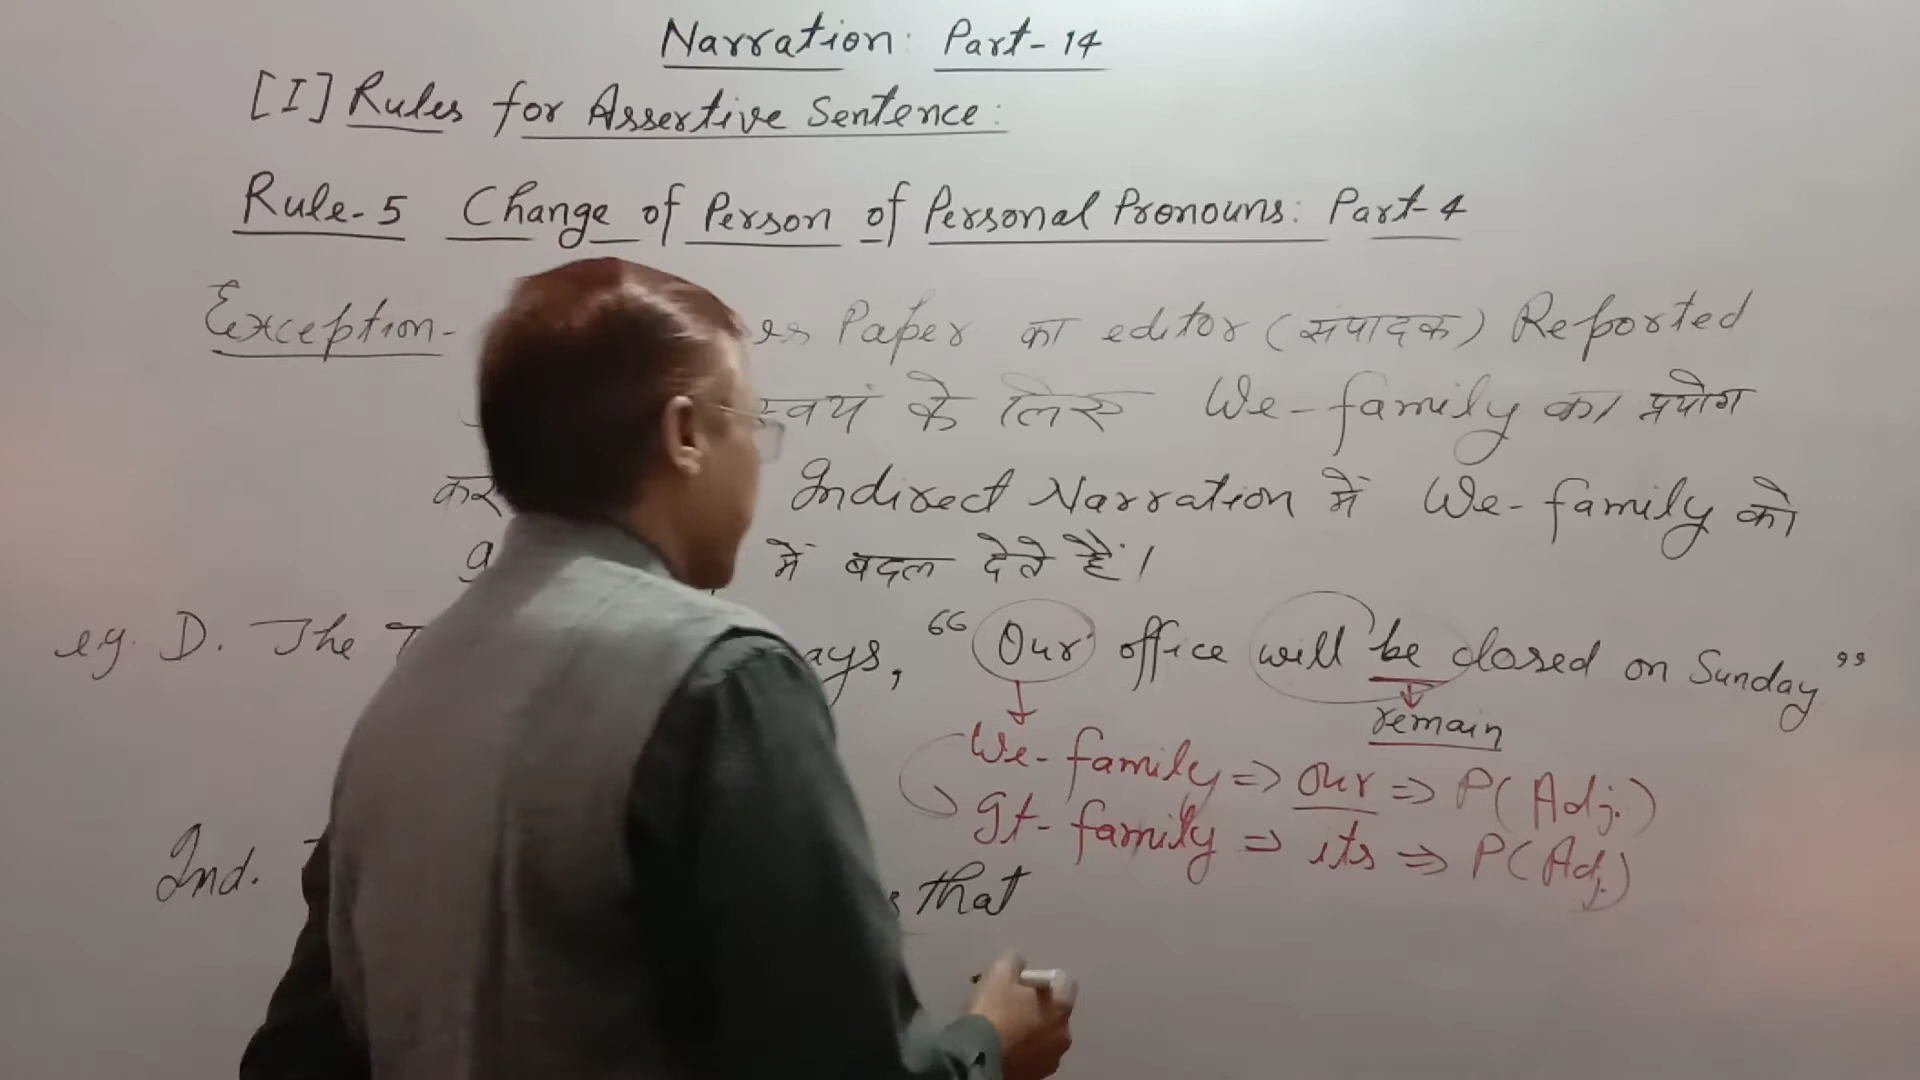 Narration: Part-14
[I] Rules for Assertive Sentence:
Rule-5 Change of Person of Personal Pronouns: Part-4
Exception- Paper का editor (संपादक) Reported
स्वयं के लिए We-family का प्रयोग
कर Indirect Narration में We-family को
में बदल देते हैं।
e.g. D. The ays, “Our office will be closed on Sunday”
remain
We-family => our => P(Adj.)
It-family => its => P(Adj.)
Ind. that